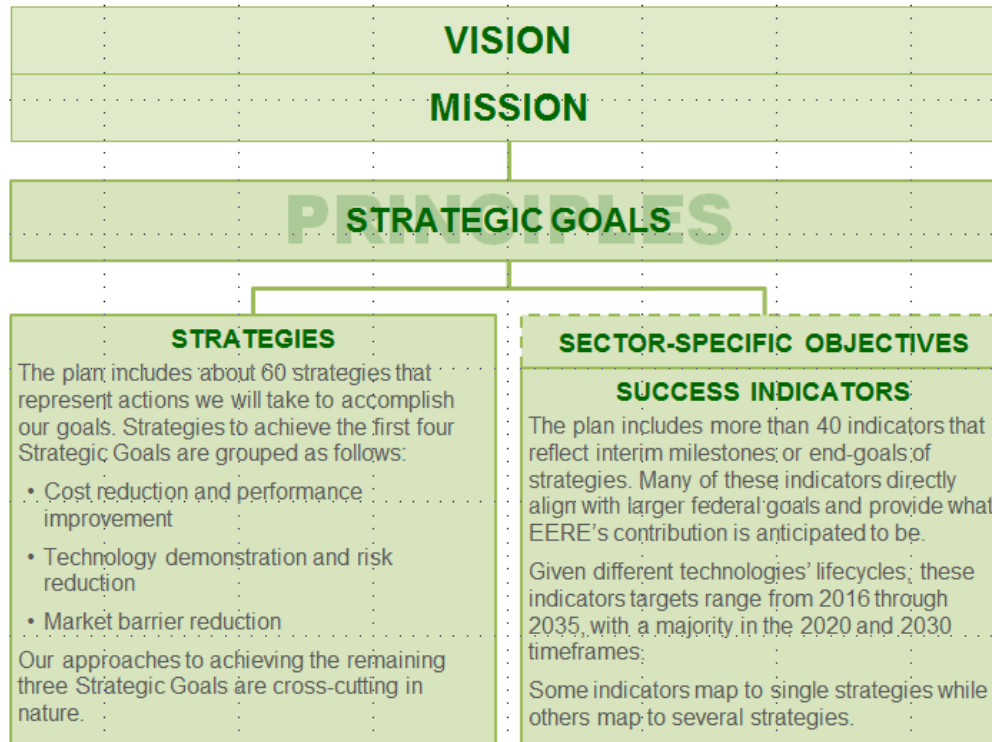 VISION
MISSION
PRINCIPLES
STRATEGIC GOALS
STRATEGIES
The plan includes about 60 strategies that
represent actions we will take to accomplish
our goals. Strategies to achieve the first four
Strategic Goals are grouped as follows:
• Cost reduction and performance
improvement
• Technology demonstration and risk
reduction
• Market barrier reduction
Our approaches to achieving the remaining
three Strategic Goals are cross-cutting in
nature.
SECTOR-SPECIFIC OBJECTIVES
SUCCESS INDICATORS
The plan includes more than 40 indicators that
reflect interim milestones or end-goals of
strategies. Many of these indicators directly
align with larger federal goals and provide what
EERE’s contribution is anticipated to be.
Given different technologies’ lifecycles, these
indicators targets range from 2016 through
2035, with a majority in the 2020 and 2030
timeframes.
Some indicators map to single strategies while
others map to several strategies.